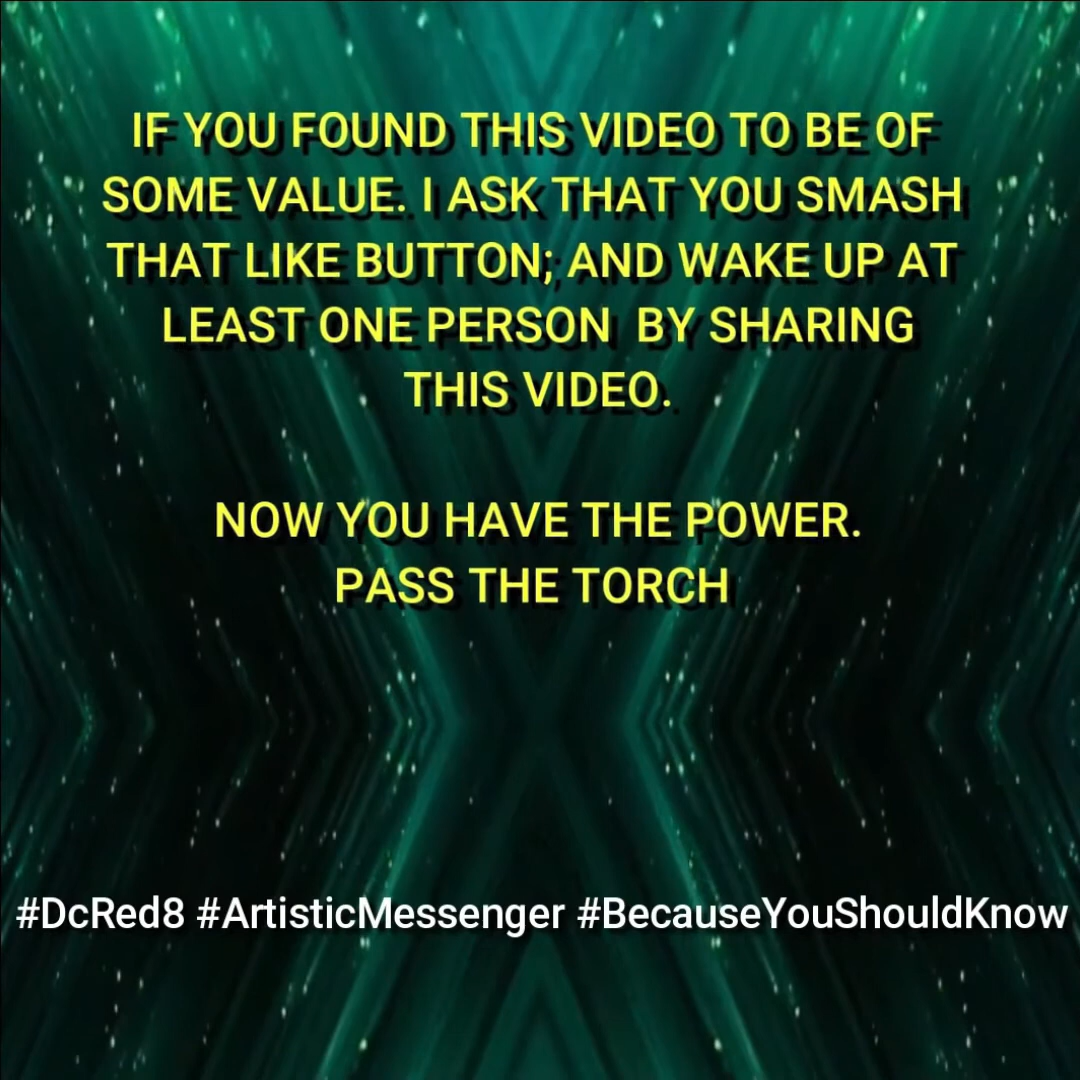 IF YOU FOUND THIS VIDEO TO BE OF
SOME VALUE. I ASK THAT YOU SMASH
THAT LIKE BUTTON; AND WAKE UP AT
LEAST ONE PERSON  BY SHARING
THIS VIDEO.
NOW YOU HAVE THE POWER.
PASS THE TORCH
#DcRed8 #ArtisticMessenger #BecauseYouShouldKnow